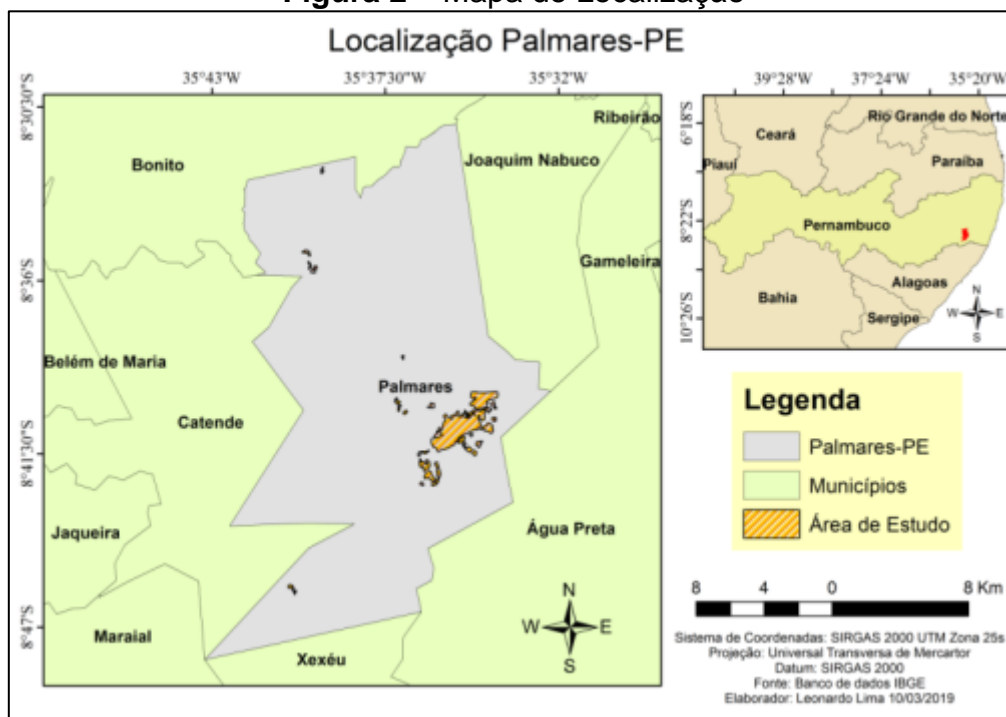 Figura 2 – Mapa de Localização
Localização Palmares-PE
35°43'W
35°37'30"W
35°32'W
8°30'30"S
8°36'S
8°41'30"S
8°47'S
Ribeirão
Joaquim Nabuco
Bonito
Gameleira
Belém de Maria
Palmares
Catende
Jaqueira
Água Preta
Maraial
Xexéu
N
W E
S
39°28'W
37°24'W
35°20'W
6°18'S
8°22'S
10°26'S
Rio Grande do Norte
Ceará
Piauí
Paraíba
Pernambuco
Alagoas
Bahia
Sergipe
N
W E
S
Legenda
Palmares-PE
Municípios
Área de Estudo
8 4 0 8 Km
Sistema de Coordenadas: SIRGAS 2000 UTM Zona 25s
Projeção: Universal Transversa de Mercartor
Datum: SIRGAS 2000
Fonte: Banco de dados IBGE
Elaborador: Leonardo Lima 10/03/2019